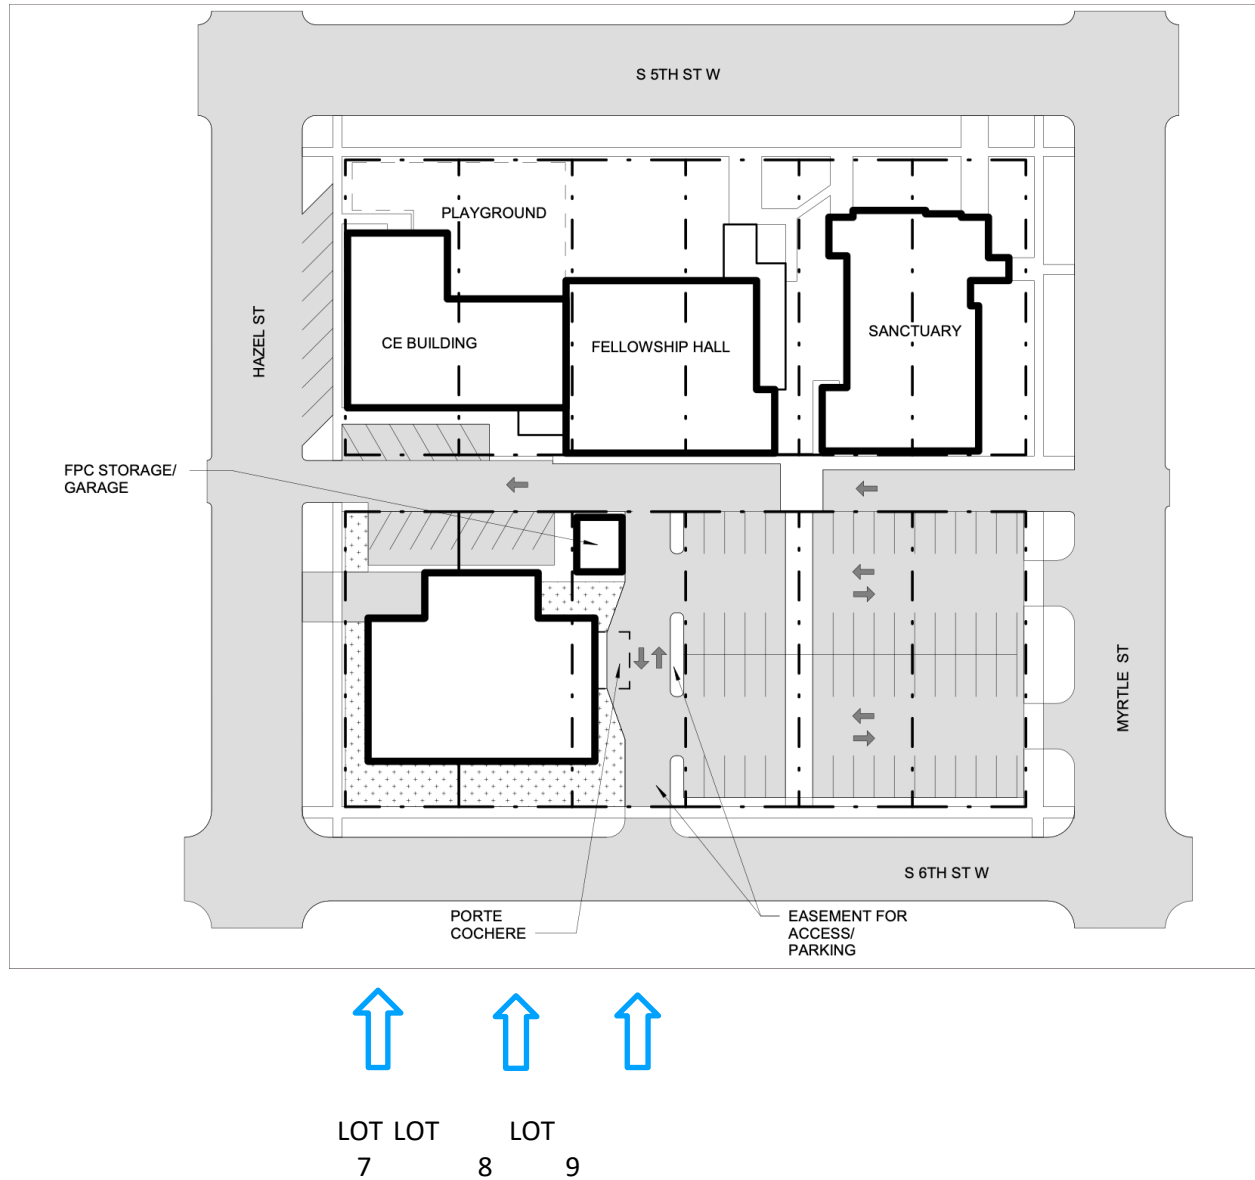 S 5TH ST W
PLAYGROUND
HAZEL ST
CE BUILDING
FELLOWSHIP HALL
SANCTUARY
FPC STORAGE/
GARAGE
MYRTLE ST
S 6TH ST W
PORTE
COCHERE
EASEMENT FOR
ACCESS/
PARKING
LOT LOT LOT
7 8 9